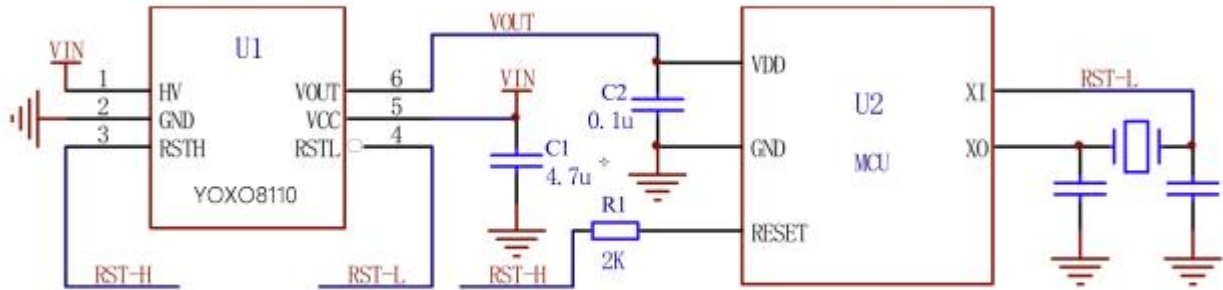 VOUT
U1
VIN
1
HV
2
GND
3
RSTH
VOUT
6
VCC
5
RSTL
4
YOXO8110
RST-H
RST-L
VIN
C1
4.7u
C2
0.1u
R1
2K
RST-H
VDD
GND
RESET
U2
MCU
XI
XO
RST-L